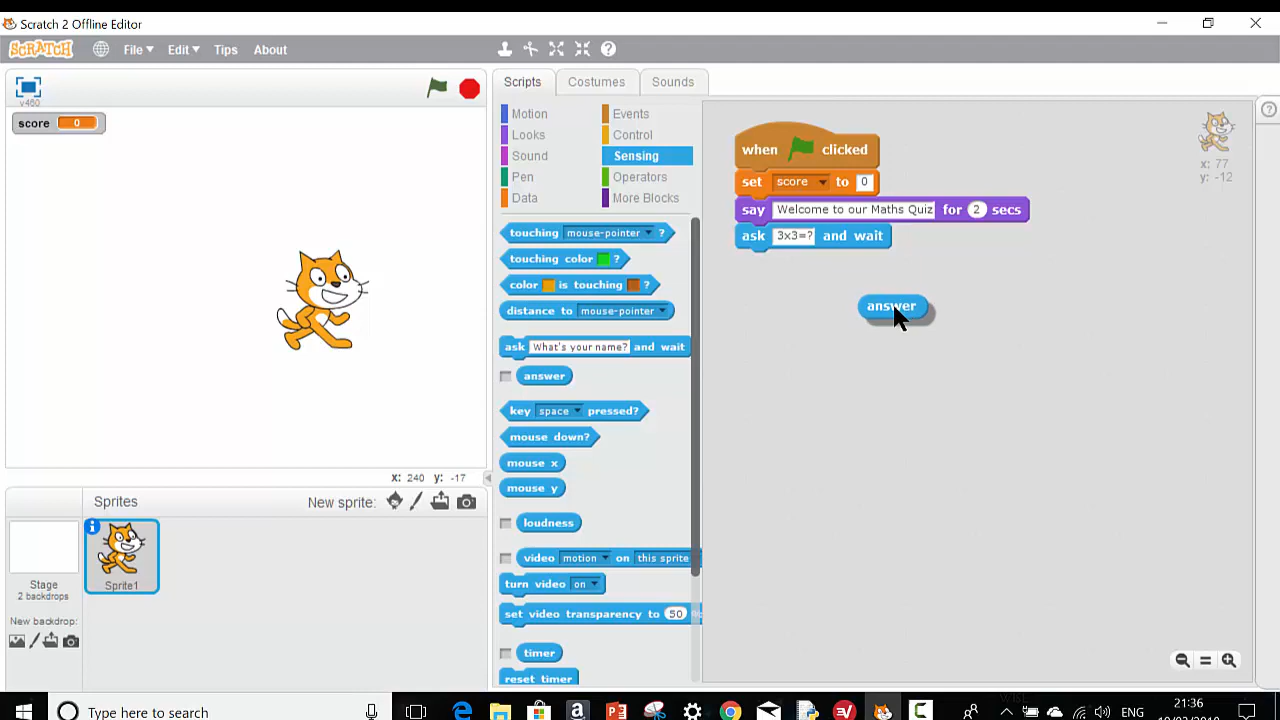 Scratch 2 Offline Editor
SCRATCH File Edit Tips About
v460
score 0
x: 240 y: -17
Sprites New sprite:
Stage
2 backdrops
New backdrop:
Sprite1
Scripts Costumes Sounds
Motion Events
Looks Control
Sound Sensing
Pen Operators
Data More Blocks
touching mouse-pointer ?
touching color ?
color is touching ?
distance to mouse-pointer
ask What's your name? and wait
answer
key space pressed?
mouse down?
mouse x
mouse y
loudness
video motion on this sprite
turn video on
set video transparency to 50 %
timer
reset timer
when clicked
set score to 0
say Welcome to our Maths Quiz for 2 secs
ask 3x3=? and wait
answer
x: 77
y: -12
Type here to search
ENG
21:36